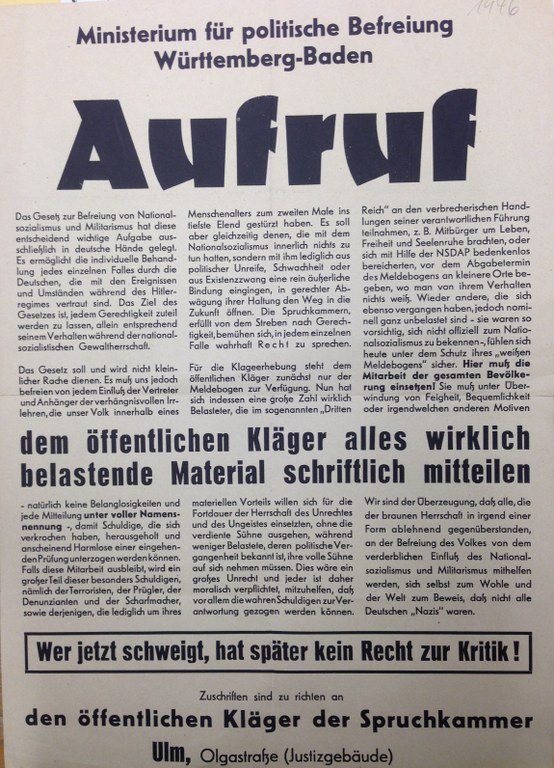 1946
Ministerium für politische Befreiung
Württemberg-Baden
Aufruf
Das Gesetz zur Befreiung von National-
sozialismus und Militarismus hat diese
entscheidend wichtige Aufgabe aus-
schließlich in deutsche Hände gelegt.
Es ermöglicht die individuelle Behand-
lung jedes einzelnen Falles durch die
Deutschen, die mit den Ereignissen
und Umständen während des Hitler-
regimes vertraut sind. Das Ziel des
Gesetzes ist, jedem Gerechtigkeit zuteil
werden zu lassen, allein entsprechend
seinem Verhalten während der national-
sozialistischen Gewaltherrschaft.
Das Gesetz soll und wird nicht klein-
licher Rache dienen. Es muß uns jedoch
befreien von jedem Einfluß der Vertreter
und Anhänger der verhängnisvollen Irr-
lehren, die unser Volk innerhalb eines
Menschenalters zum zweiten Male ins
tiefste Elend gestürzt haben. Es soll
aber gleichzeitig denen, die mit dem
Nationalsozialismus innerlich nichts zu
tun hatten, sondern mit ihm lediglich aus
politischer Unreife, Schwachheit oder
aus Existenzzwang eine rein äußerliche
Bindung eingingen, in gerechter Ab-
wägung ihrer Haltung den Weg in die
Zukunft öffnen. Die Spruchkammern,
erfüllt von dem Streben nach Gerech-
tigkeit, bemühen sich, in jedem einzelnen
Falle wahrhaft Recht zu sprechen.
Für die Klageerhebung steht dem
öffentlichen Kläger zunächst nur der
Meldebogen zur Verfügung. Nun hat
sich indessen eine große Zahl wirklich
Belasteter, die im sogenannten „Dritten
Reich" an den verbrecherischen Hand-
lungen seiner verantwortlichen Führung
teilnahmen, z. B. Mitbürger um Leben,
Freiheit und Seelenruhe brachten, oder
sich mit Hilfe der NSDAP bedenkenlos
bereicherten, vor dem Abgabetermin
des Meldebogens an kleinere Orte be-
geben, wo man von ihrem Verhalten
nichts weiß. Wieder andere, die sich
ebenso vergangen haben, jedoch nomi-
nell ganz unbelastet sind - sie waren so
vorsichtig, sich nicht offiziell zum Natio-
nalsozialismus zu bekennen-, fühlen sich
heute unter dem Schutz ihres „weißen
Meldebogens" sicher. Hier muß die
Mitarbeit der gesamten Bevölke-
rung einsetzen! Sie muß unter Über-
windung von Feigheit, Bequemlichkeit
oder irgendwelchen anderen Motiven
dem öffentlichen Kläger alles wirklich
belastende Material schriftlich mitteilen
- natürlich keine Belanglosigkeiten und
jede Mitteilung unter voller Namens-
nennung -, damit Schuldige, die sich
verkrochen haben, herausgeholt und
anscheinend Harmlose einer eingehen-
den Prüfung unterzogen werden können.
Falls diese Mitarbeit ausbleibt, wird ein
großer Teil dieser besonders Schuldigen,
nämlich der Terroristen, der Prügler, der
Denunzianten und der Scharfmacher,
sowie derjenigen, die lediglich um ihres
materiellen Vorteils willen sich für die
Fortdauer der Herrschaft des Unrechtes
und des Ungeistes einsetzten, ohne die
verdiente Sühne ausgehen, während
weniger Belastete, deren politische Ver-
gangenheit bekannt ist, ihre volle Sühne
auf sich nehmen müssen. Dies wäre ein
großes Unrecht und jeder ist daher
moralisch verpflichtet, mitzuhelfen, daß
vor allem die wahren Schuldigen zur Ver-
antwortung gezogen werden können.
Wir sind der Überzeugung, daß alle, die
der braunen Herrschaft in irgend einer
Form ablehnend gegenüberstanden,
an der Befreiung des Volkes von dem
verderblichen Einfluß des National-
sozialismus und Militarismus mithelfen
werden, sich selbst zum Wohle und
der Welt zum Beweis, daß nicht alle
Deutschen „Nazis" waren.
Wer jetzt schweigt, hat später kein Recht zur Kritik!
Zuschriften sind zu richten an
den öffentlichen Kläger der Spruchkammer
Ulm, Olgastraße (Justizgebäude)